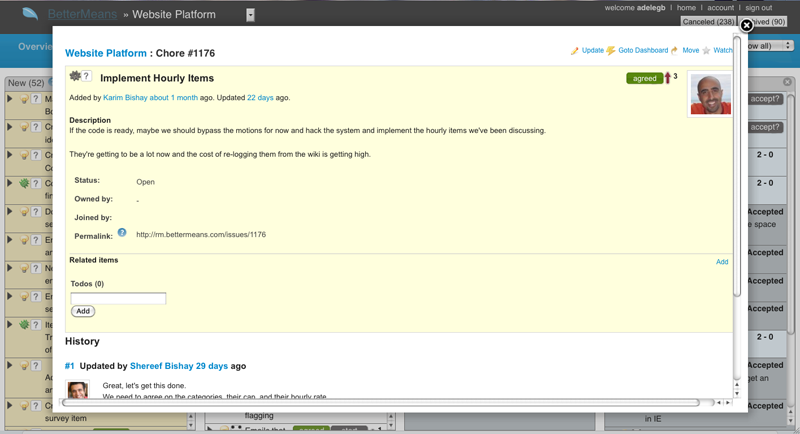 welcome adelegb | home | account | sign out
BetterMeans » Website Platform
Canceled (238)
ived (90)
Overvie
ow all)
New (52)
Website Platform : Chore #1176
Update
Goto Dashboard
Move
Watch
? Implement Hourly Items
agreed 3
Added by Karim Bishay about 1 month ago. Updated 22 days ago.
Description
If the code is ready, maybe we should bypass the motions for now and hack the system and implement the hourly items we've been discussing.
They're getting to be a lot now and the cost of re-logging them from the wiki is getting high.
Status: Open
Owned by: -
Joined by:
Permalink: ? http://rm.bettermeans.com/issues/1176
Related items
Add
Todos (0)
Add
History
#1 Updated by Shereef Bishay 29 days ago
Great, let's get this done.
We need to agree on the categories, their cap, and their hourly rate
accept?
accept?
2 - 0
2 - 0
Accepted
e space
Accepted
Accepted
Accepted
Accepted
2 - 0
Accepted
get an
Accepted
survey item
flagging
Emails that agreed start
in IE